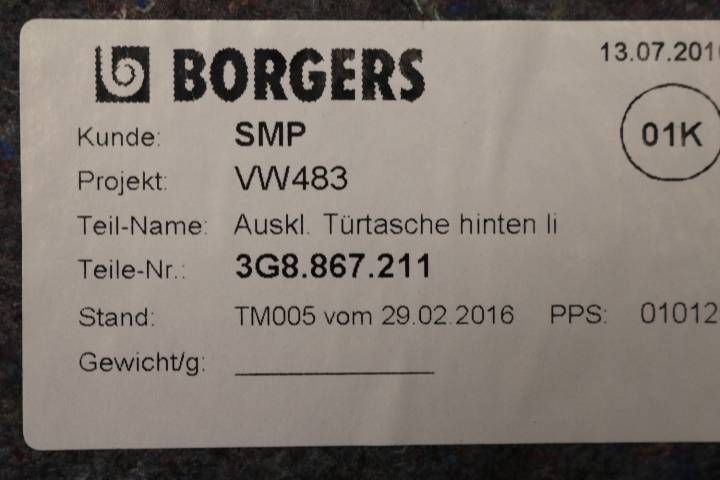 BORGERS
13.07.201
Kunde: SMP
01K
Projekt: VW483
Teil-Name: Auskl. Türtasche hinten li
Teile-Nr.: 3G8.867.211
Stand: TM005 vom 29.02.2016 PPS: 01012
Gewicht/g: